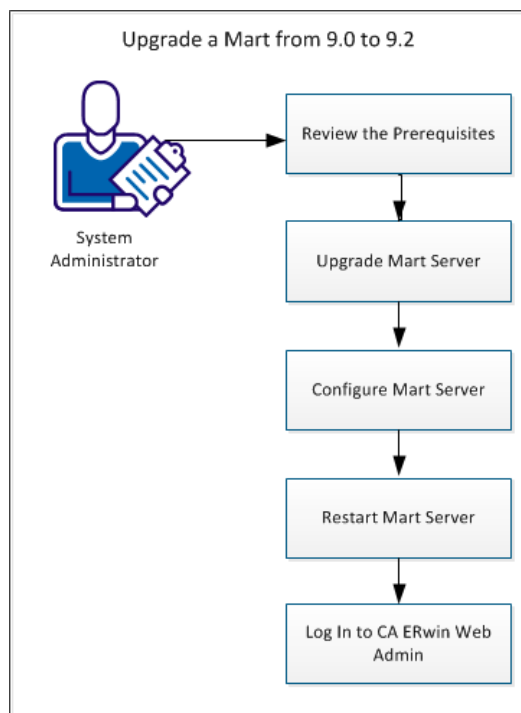 Upgrade a Mart from 9.0 to 9.2
Review the Prerequisites
System
Administrator
Upgrade Mart Server
Configure Mart Server
Restart Mart Server
Log In to CA ERwin Web
Admin